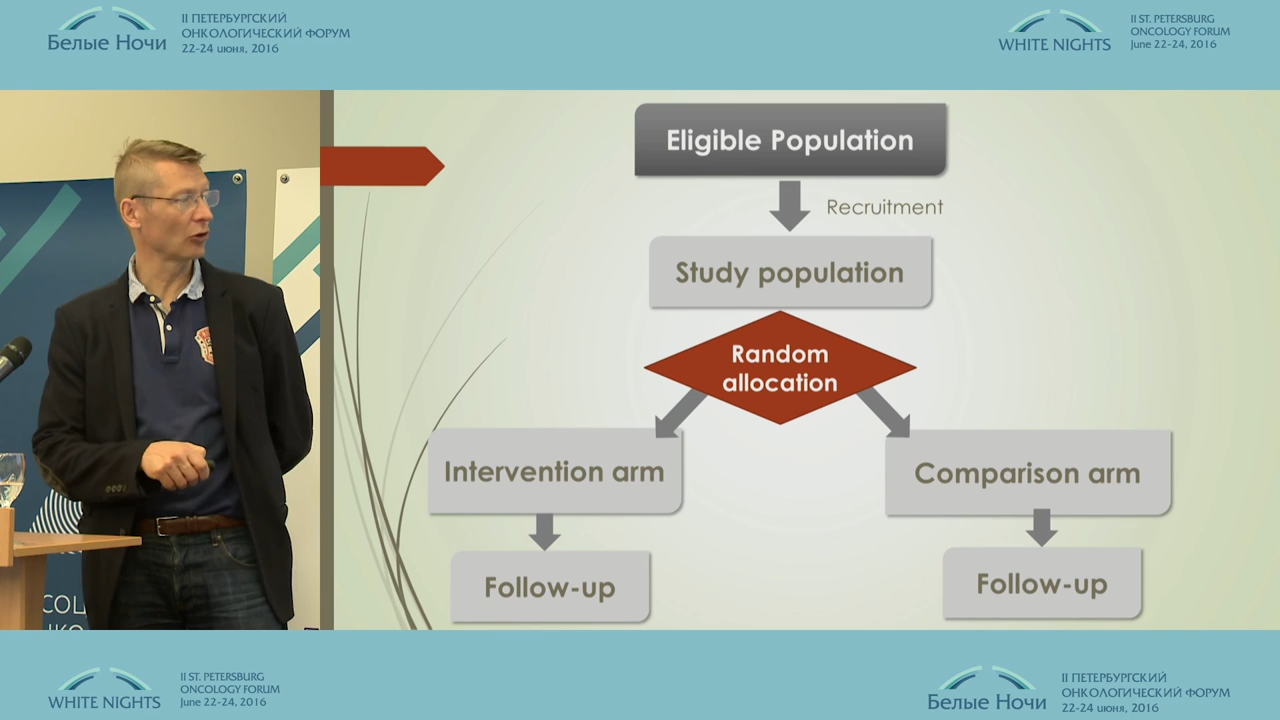 II ПЕТЕРБУРГСКИЙ
ОНКОЛОГИЧЕСКИЙ ФОРУМ
Белые Ночи
22-24 июня, 2016
II ST. PETERSBURG
ONCOLOGY FORUM
WHITE NIGHTS
June 22-24, 2016
Eligible Population
Recruitment
Study population
Random
allocation
Intervention arm
Comparison arm
Follow-up
Follow-up
СОЦ
II ST. PETERSBURG
ONCOLOGY FORUM
WHITE NIGHTS
June 22-24, 2016
II ПЕТЕРБУРГСКИЙ
ОНКОЛОГИЧЕСКИЙ ФОРУМ
Белые Ночи
22-24 июня, 2016